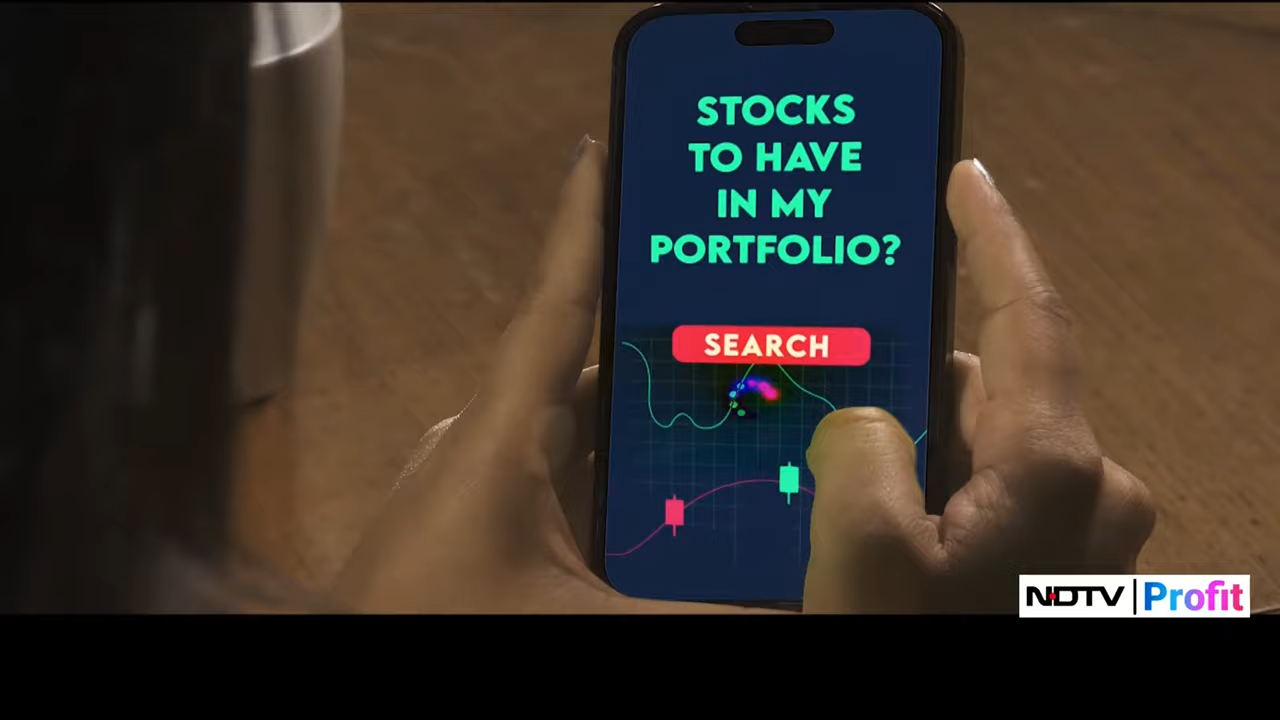 STOCKS
TO HAVE
IN MY
PORTFOLIO?
SEARCH
NDTV Profit